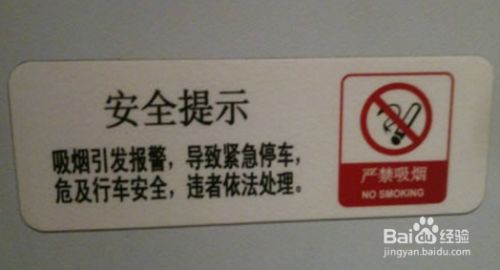 安全提示
吸烟引发报警，导致紧急停车，
危及行车安全，违者依法处理。
严禁吸烟
NO SMOKING
Baidu经验
jingyan.baidu.com